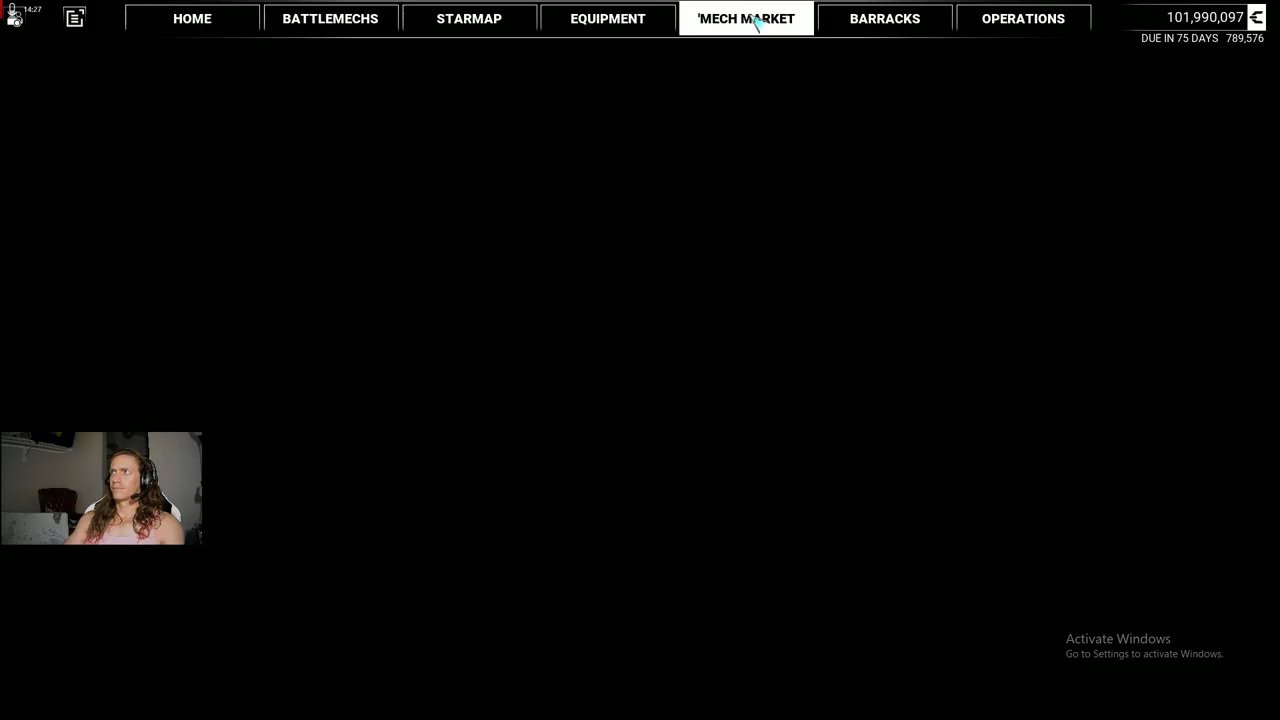 14:27
HOME
BATTLEMECHS
STARMAP
EQUIPMENT
'MECH MARKET
BARRACKS
OPERATIONS
101,990,097
DUE IN 75 DAYS 789,576
Activate Windows
Go to Settings to activate Windows.